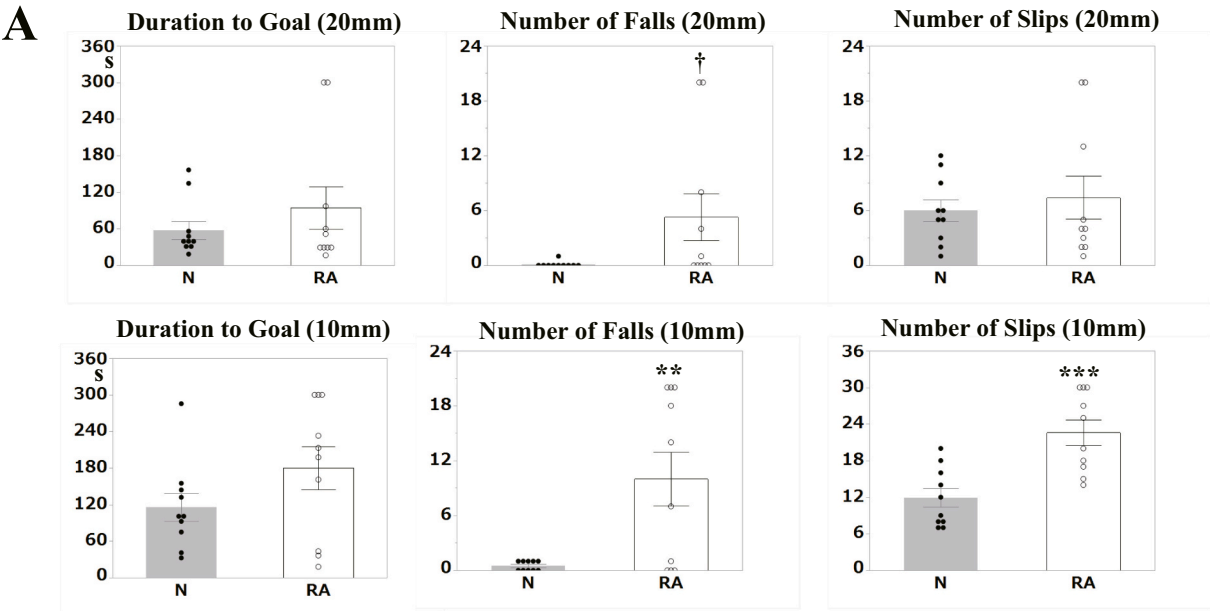 A
Duration to Goal (20mm)
360
s
300
240
180
120
60
0
N
RA
Number of Falls (20mm)
24
18
12
6
0
†
N
RA
Number of Slips (20mm)
24
18
12
6
0
N
RA
Duration to Goal (10mm)
360
s
300
240
180
120
60
0
N
RA
Number of Falls (10mm)
24
18
12
6
0
**
N
RA
Number of Slips (10mm)
36
30
24
18
12
6
0
***
N
RA